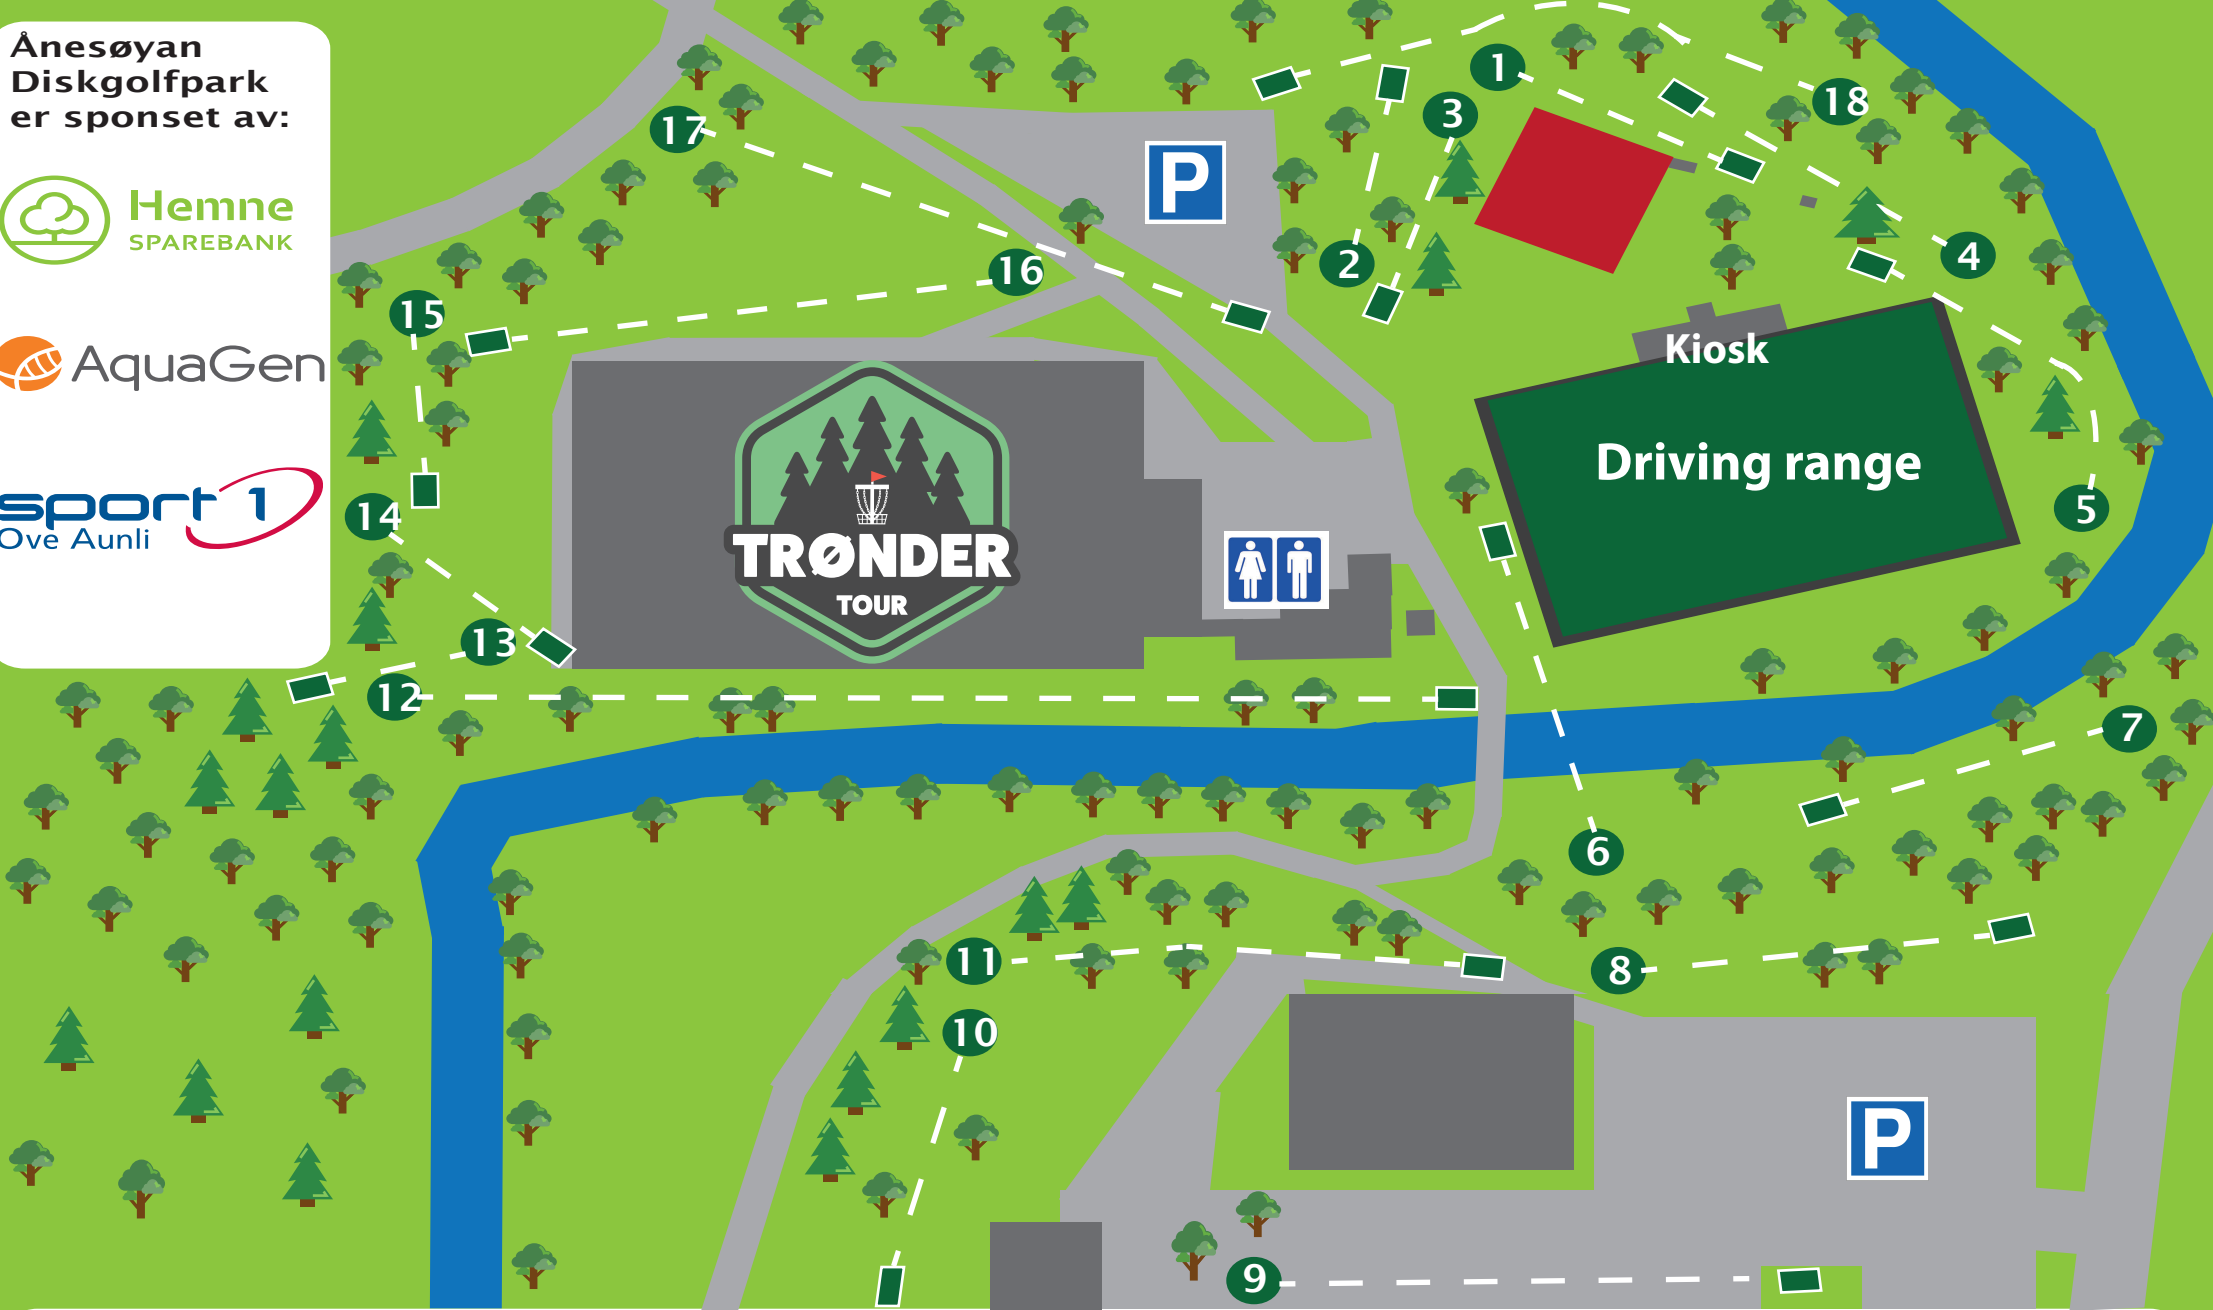 Ånesøyan
Diskgolfpark
er sponset av:
Hemne
SPAREBANK
AquaGen
sport 1
Ove Aunli
1
18
3
17
P
2
4
16
15
Kiosk
Driving range
5
14
TRØNDER
TOUR
13
12
7
6
11
8
10
P
9